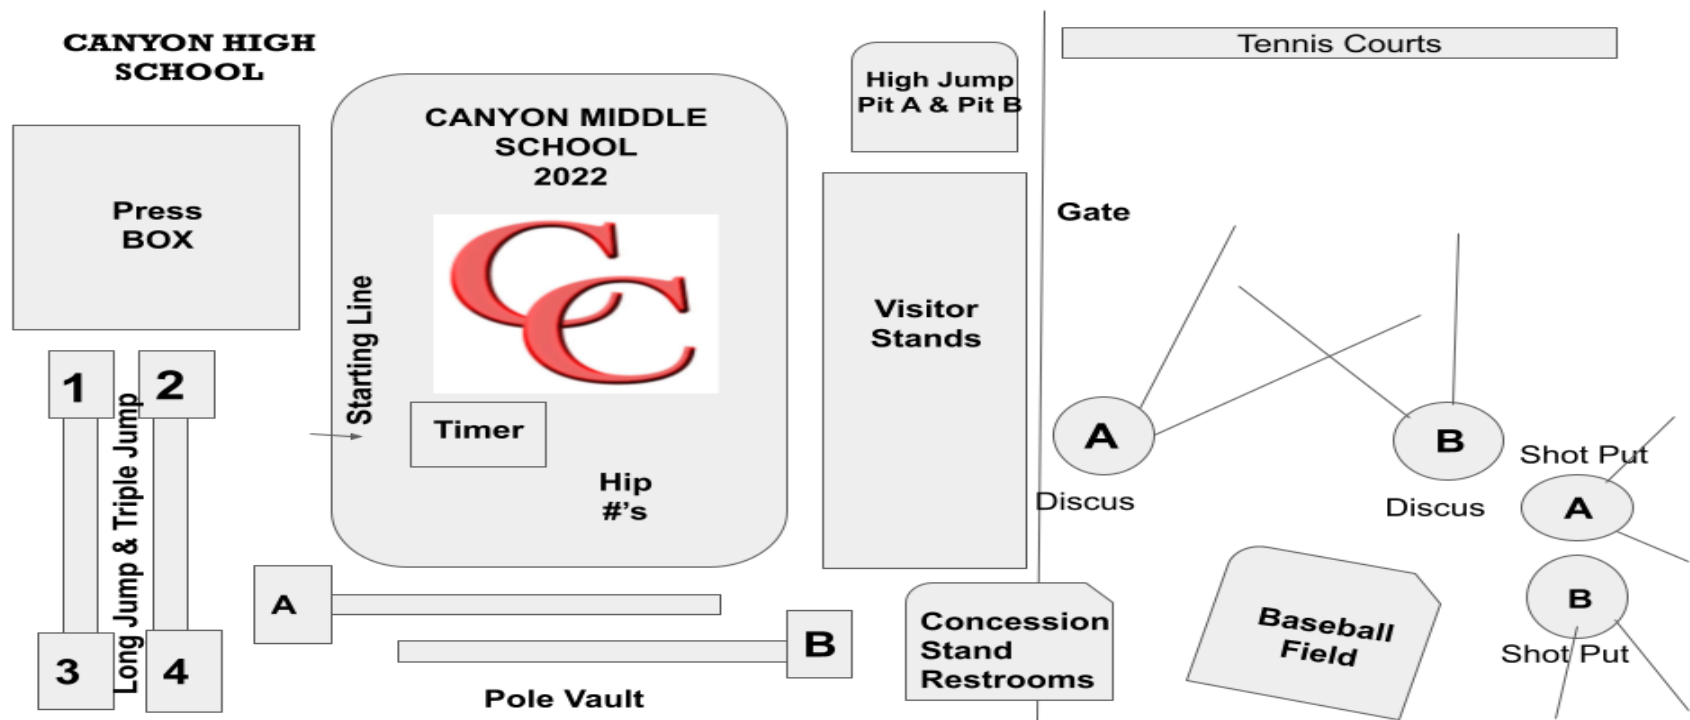 CANYON HIGH
SCHOOL
Tennis Courts
High Jump
Pit A & Pit B
CANYON MIDDLE
SCHOOL
2022
Press
BOX
Gate
CC
Starting Line
Visitor
Stands
1
2
Long Jump & Triple Jump
3
4
Timer
Hip
#'s
A
Discus
B
Discus
Shot Put
A
B
Shot Put
A
B
Pole Vault
Concession
Stand
Restrooms
Baseball
Field